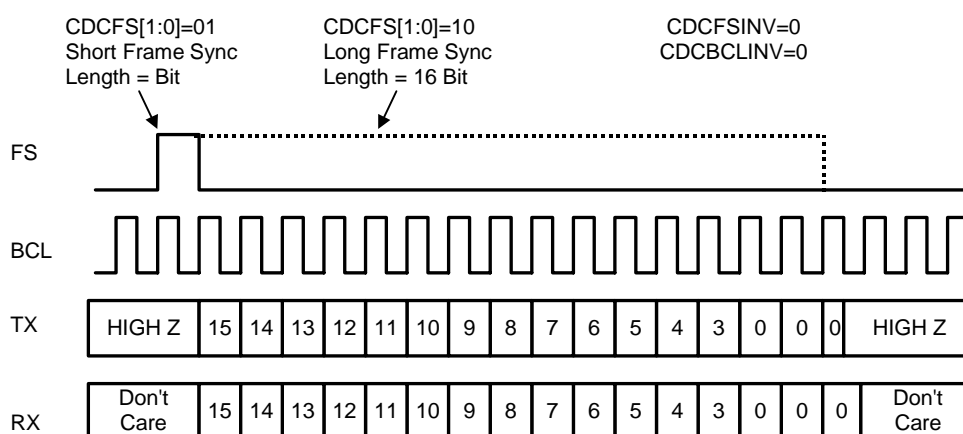 CDCFS[1:0]=01
Short Frame Sync
Length = Bit
CDCFS[1:0]=10
Long Frame Sync
Length = 16 Bit
CDCFSINV=0
CDCBCLINV=0
FS
BCL
TX
HIGH Z 15 14 13 12 11 10 9 8 7 6 5 4 3 0 0 0 HIGH Z
RX
Don't Care 15 14 13 12 11 10 9 8 7 6 5 4 3 0 0 0 Don't Care